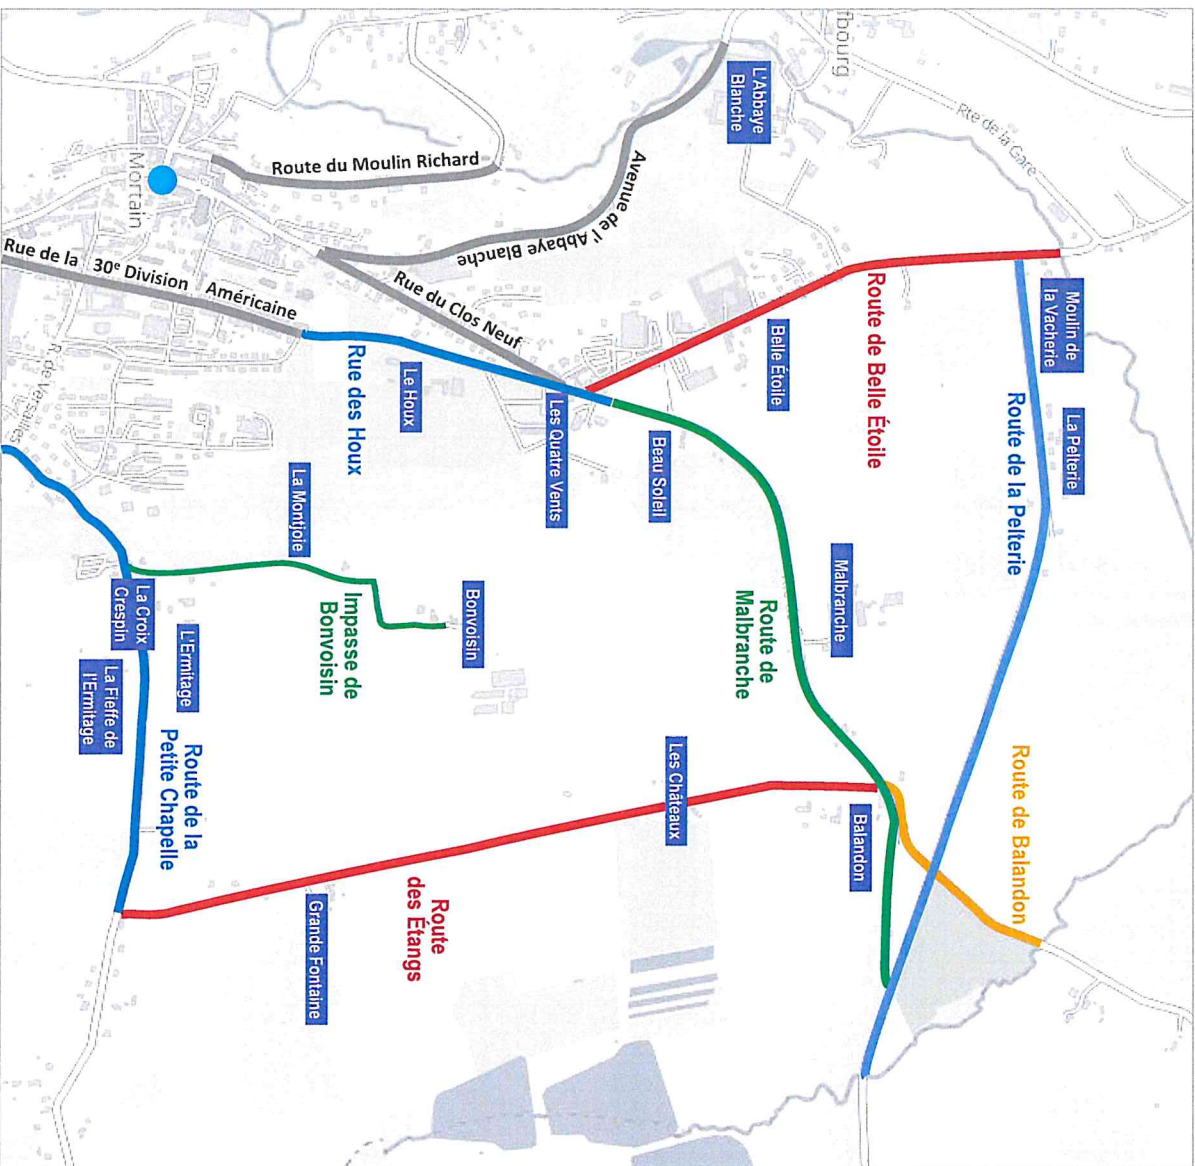 fbourg
Rte de la Gare
L'Abbaye
Blanche
Route du Moulin Richard
Mortain
Avenue de l'Abbaye Blanche
Rue de la 30e Division Américaine
Rue du Clos Neuf
R. de Versailles
Rue des Houx
Le Houx
Les Quatre Vents
Beau Soleil
Belle Étoile
Route de Belle Étoile
Moulin de
la Vacherie
La Pelterie
Route de la Pelterie
La Montjoie
Malbranche
Route de
Malbranche
Bonvoisin
Impasse de
Bonvoisin
La Croix
Crespin
L'Ermitage
La Fieffe de
l'Ermitage
Route de la
Petite Chapelle
Les Châteaux
Balandon
Route de Balandon
Route
des Étangs
Grande Fontaine